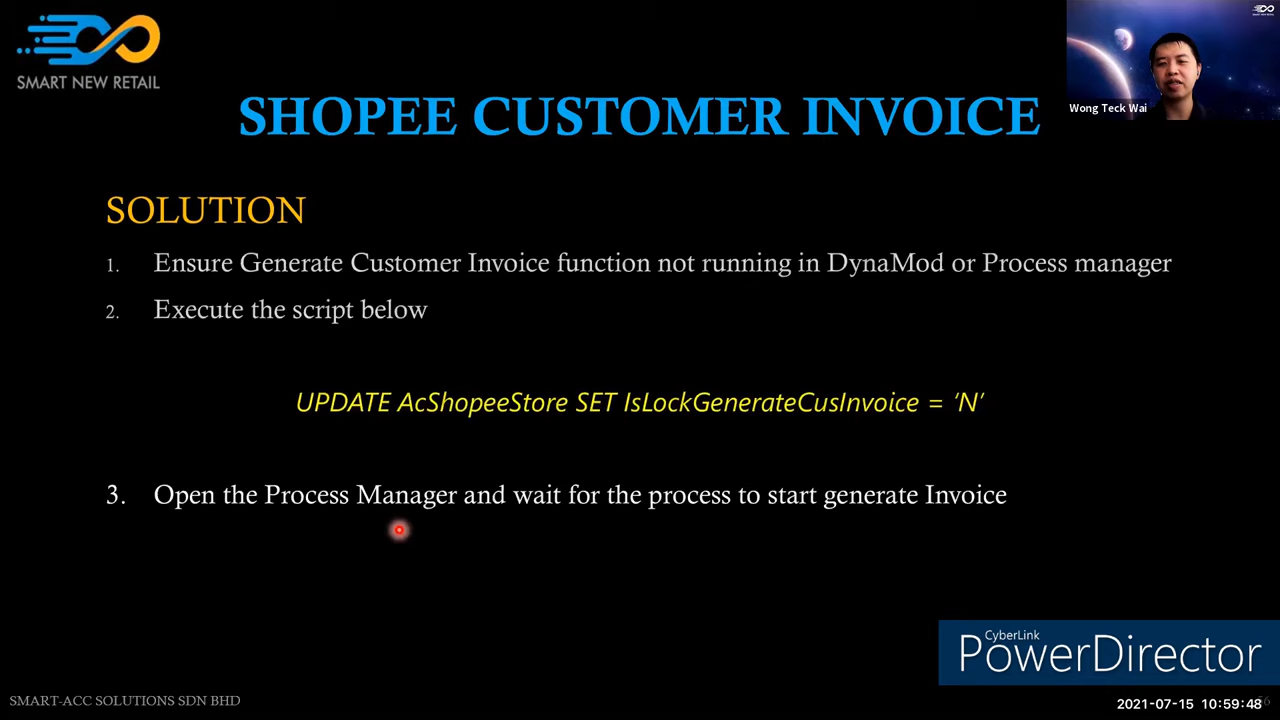 SMART NEW RETAIL
Wong Teck Wai
SHOPEE CUSTOMER INVOICE
SOLUTION
1. Ensure Generate Customer Invoice function not running in DynaMod or Process manager
2. Execute the script below
UPDATE AcShopeeStore SET IsLockGenerateCusInvoice = ‘N’
3. Open the Process Manager and wait for the process to start generate Invoice
CyberLink
PowerDirector
SMART-ACC SOLUTIONS SDN BHD
2021-07-15 10:59:48